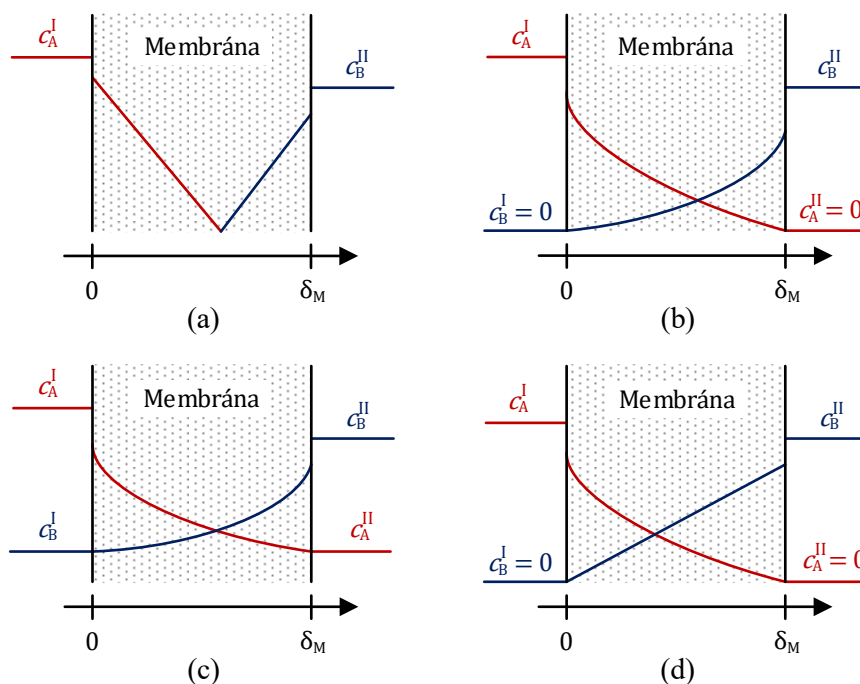 c_A^I
Membrána
c_B^II
0
δ_M
(a)
c_A^I
Membrána
c_B^II
c_B^I = 0
c_A^II = 0
0
δ_M
(b)
c_A^I
Membrána
c_B^II
c_B^I
c_A^II
0
δ_M
(c)
c_A^I
Membrána
c_B^II
c_B^I = 0
c_A^II = 0
0
δ_M
(d)